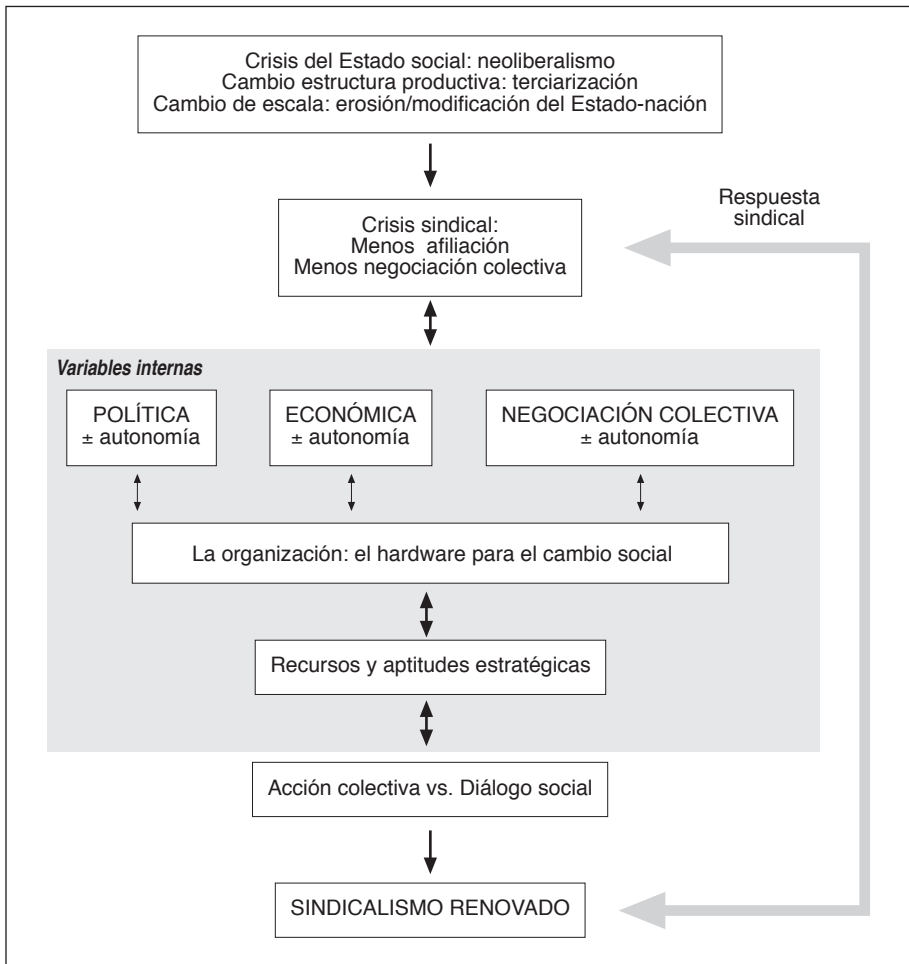 Crisis del Estado social: neoliberalismo
Cambio estructura productiva: terciarización
Cambio de escala: erosión/modificación del Estado-nación
Respuesta
sindical
Crisis sindical:
Menos afiliación
Menos negociación colectiva
Variables internas
POLÍTICA
± autonomía
ECONÓMICA
± autonomía
NEGOCIACIÓN COLECTIVA
± autonomía
La organización: el hardware para el cambio social
Recursos y aptitudes estratégicas
Acción colectiva vs. Diálogo social
SINDICALISMO RENOVADO